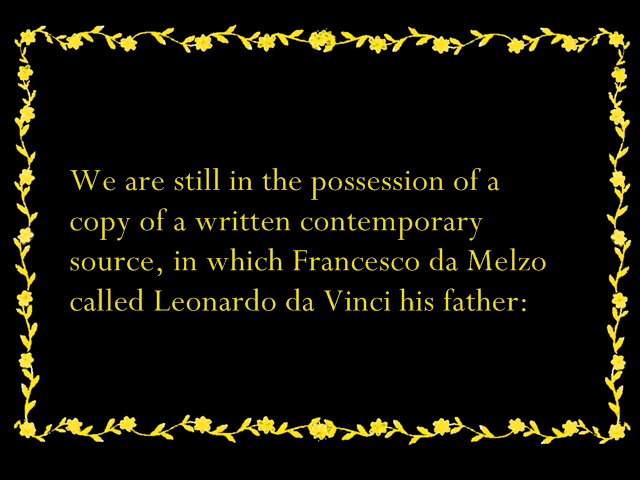 We are still in the possession of a
copy of a written contemporary
source, in which Francesco da Melzo
called Leonardo da Vinci his father: